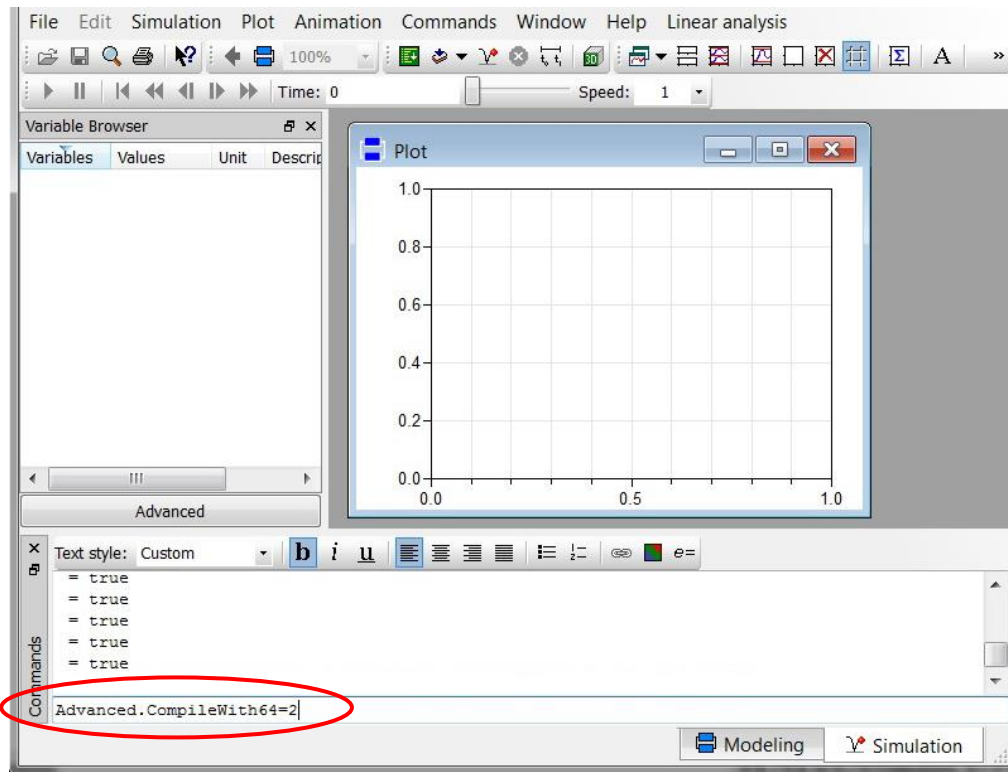 File Edit Simulation Plot Animation Commands Window Help Linear analysis
100% 3D Σ A »
Time: 0 Speed: 1
Variable Browser
Variables Values Unit Descrip
Plot
1.0
0.8
0.6
0.4
0.2
0.0
0.0 0.5 1.0
Advanced
Text style: Custom b i u e=
Commands
= true
= true
= true
= true
= true
Advanced.CompileWith64=2
Modeling Simulation